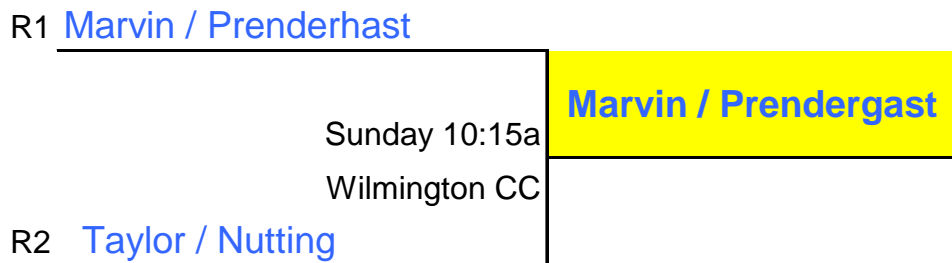 R1 Marvin / Prenderhast
Marvin / Prendergast
Sunday 10:15a
Wilmington CC
R2 Taylor / Nutting